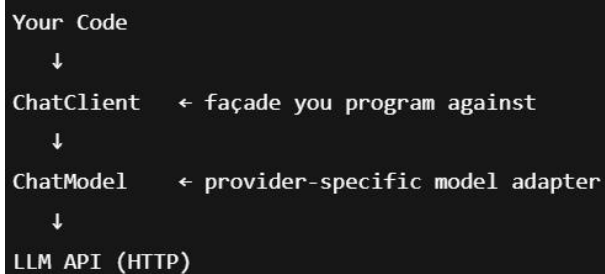 Your Code
↓
ChatClient ← façade you program against
↓
ChatModel ← provider-specific model adapter
↓
LLM API (HTTP)